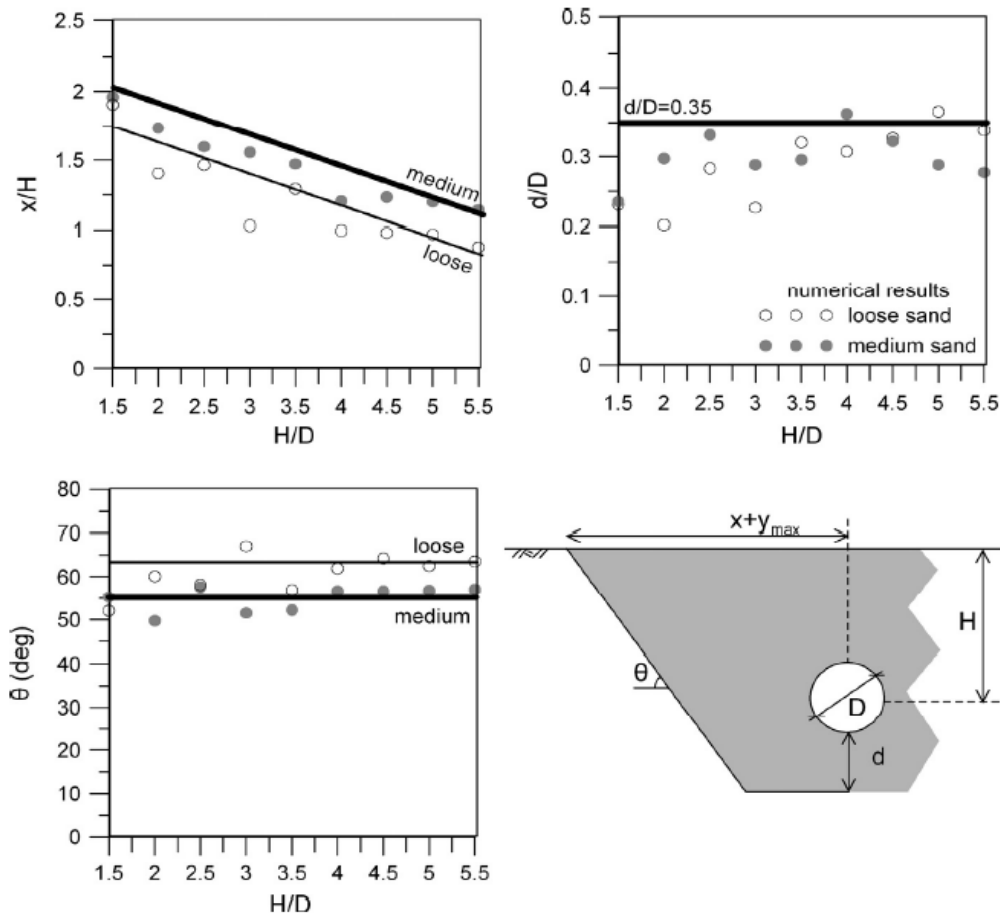 2.5
2
1.5
1
0.5
0
x/H
medium
loose
1.5 2 2.5 3 3.5 4 4.5 5 5.5
H/D
0.5
0.4
0.3
0.2
0.1
0
d/D
d/D=0.35
numerical results
loose sand
medium sand
1.5 2 2.5 3 3.5 4 4.5 5 5.5
H/D
80
70
60
50
40
30
20
10
0
θ (deg)
loose
medium
1.5 2 2.5 3 3.5 4 4.5 5 5.5
H/D
x+ymax
H
θ
D
d